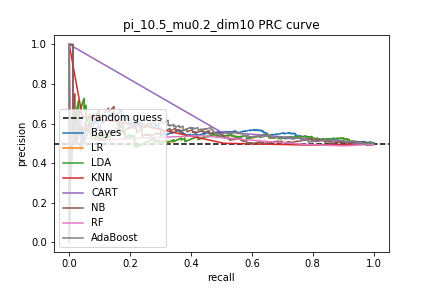 pi_10.5_mu0.2_dim10 PRC curve
1.0
0.8
0.6
0.4
0.2
0.0
precision
random guess
Bayes
LDA
KNN
CART
NB
RF
AdaBoost
0.0 0.2 0.4 0.6 0.8 1.0
recall